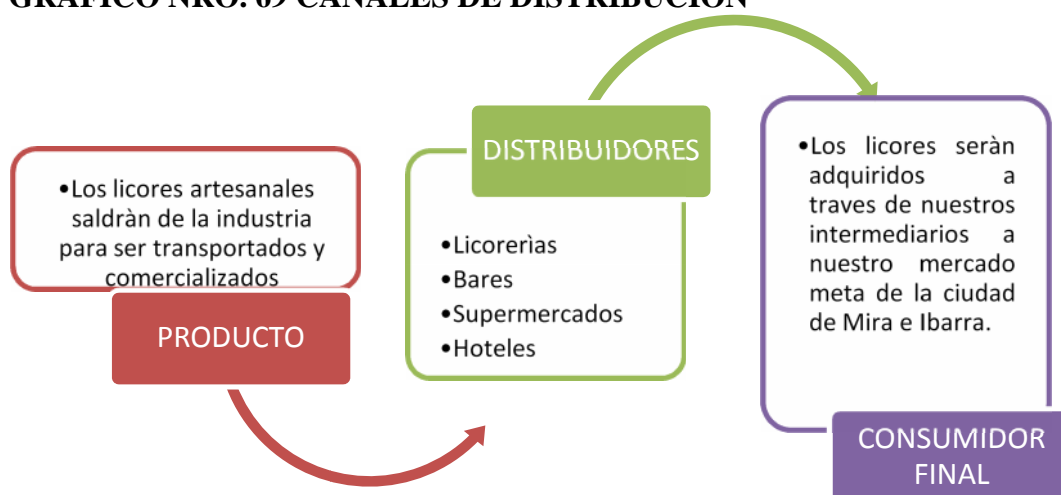 GRAFICO NRO. 69 CANALES DE DISTRIBUCION
•Los licores artesanales
saldràn de la industria
para ser transportados y
comercializados
PRODUCTO
DISTRIBUIDORES
•Licorerìas
•Bares
•Supermercados
•Hoteles
•Los licores seràn
adquiridos a
traves de nuestros
intermediarios a
nuestro mercado
meta de la ciudad
de Mira e Ibarra.
CONSUMIDOR
FINAL